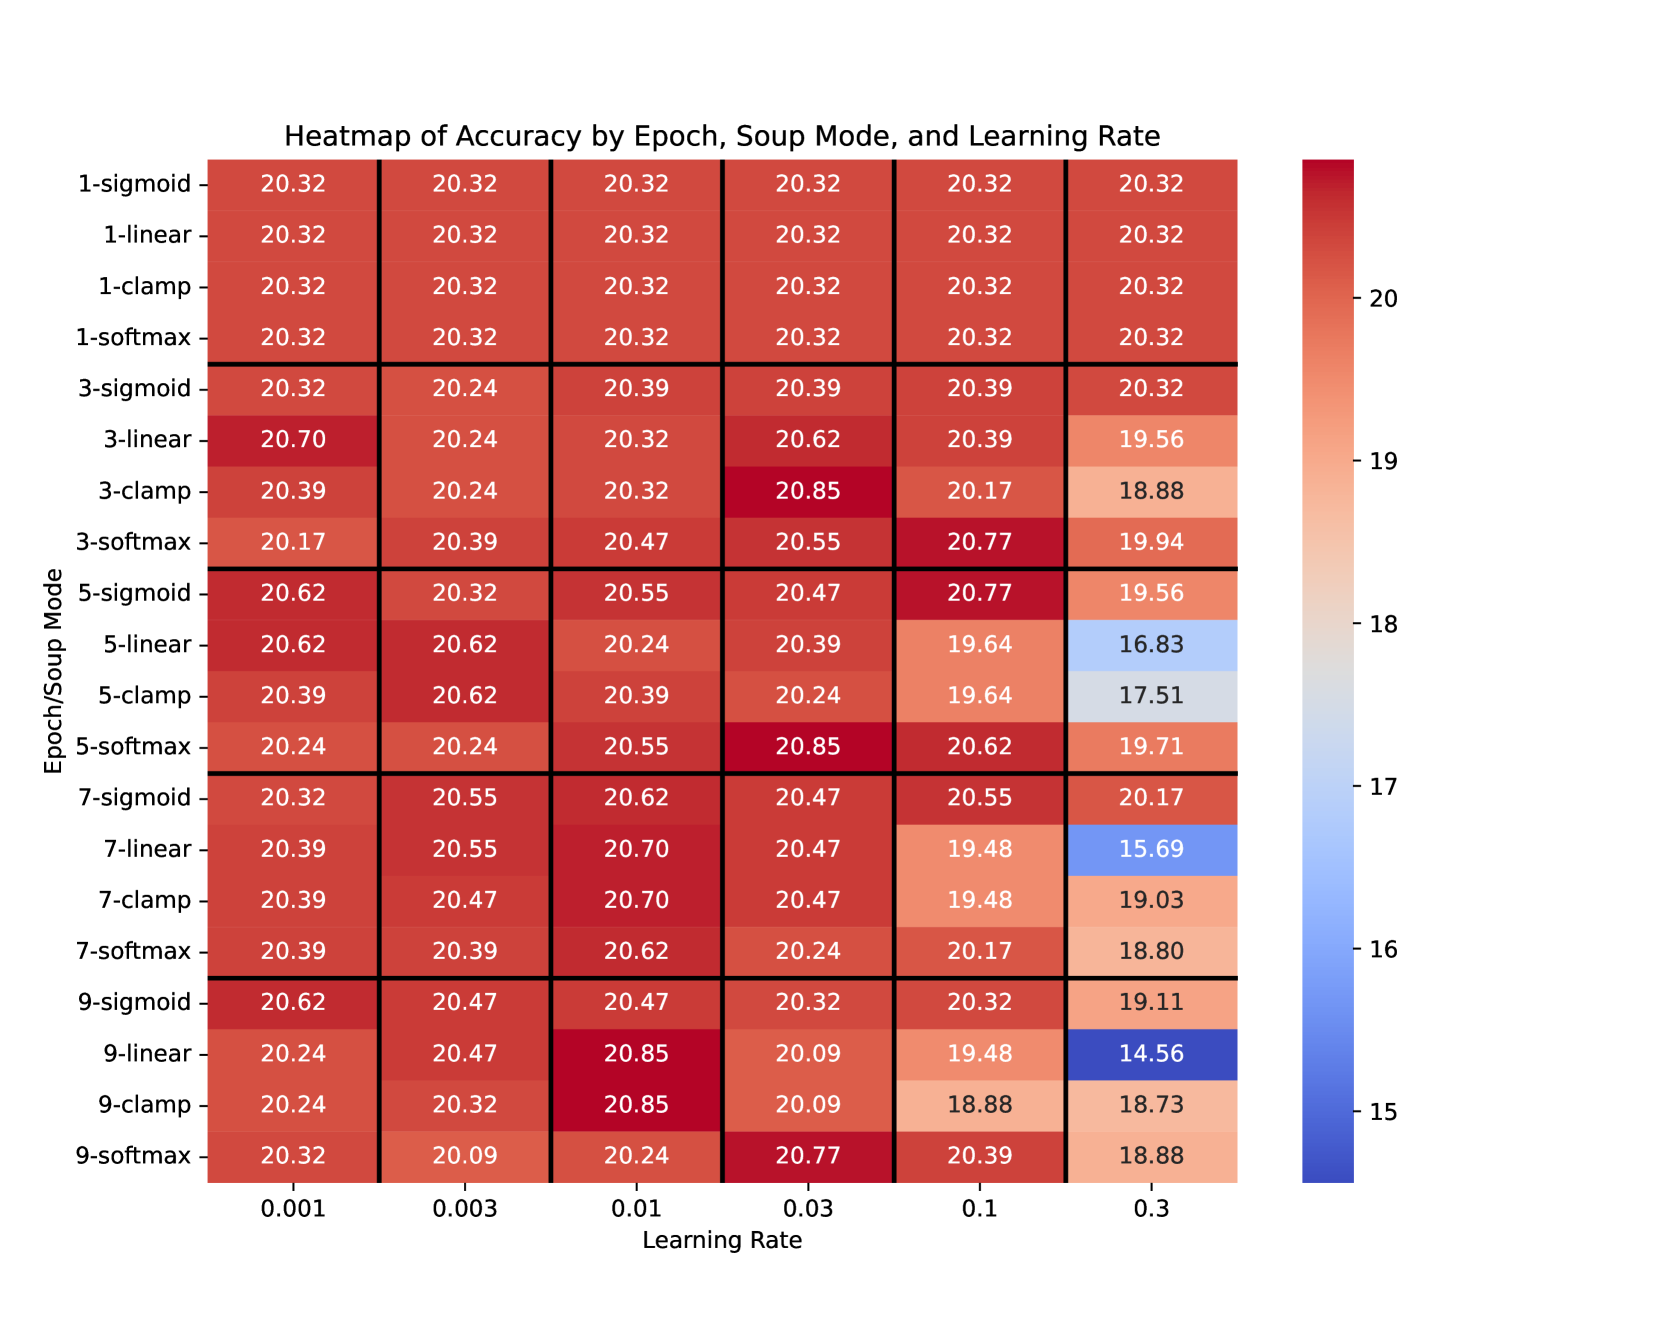 Heatmap of Accuracy by Epoch, Soup Mode, and Learning Rate
1-sigmoid 20.32 20.32 20.32 20.32 20.32 20.32
1-linear 20.32 20.32 20.32 20.32 20.32 20.32
1-clamp 20.32 20.32 20.32 20.32 20.32 20.32
1-softmax 20.32 20.32 20.32 20.32 20.32 20.32
3-sigmoid 20.32 20.24 20.39 20.39 20.39 20.32
3-linear 20.70 20.24 20.32 20.62 20.39 19.56
3-clamp 20.39 20.24 20.32 20.85 20.17 18.88
3-softmax 20.17 20.39 20.47 20.55 20.77 19.94
5-sigmoid 20.62 20.32 20.55 20.47 20.77 19.56
5-linear 20.62 20.62 20.24 20.39 19.64 16.83
5-clamp 20.39 20.62 20.39 20.24 19.64 17.51
5-softmax 20.24 20.24 20.55 20.85 20.62 19.71
7-sigmoid 20.32 20.55 20.62 20.47 20.55 20.17
7-linear 20.39 20.55 20.70 20.47 19.48 15.69
7-clamp 20.39 20.47 20.70 20.47 19.48 19.03
7-softmax 20.39 20.39 20.62 20.24 20.17 18.80
9-sigmoid 20.62 20.47 20.47 20.32 20.32 19.11
9-linear 20.24 20.47 20.85 20.09 19.48 14.56
9-clamp 20.24 20.32 20.85 20.09 18.88 18.73
9-softmax 20.32 20.09 20.24 20.77 20.39 18.88
0.001 0.003 0.01 0.03 0.1 0.3
Learning Rate
Epoch/Soup Mode
20
19
18
17
16
15